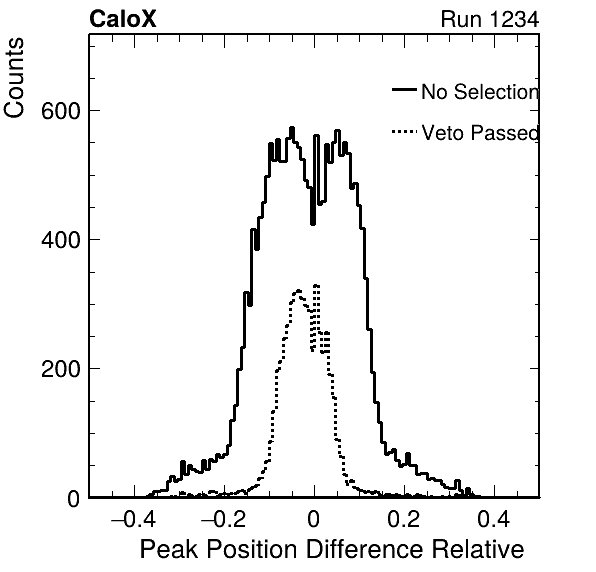 CaloX Run 1234
Counts
No Selection
Veto Passed
600
400
200
0
−0.4 −0.2 0 0.2 0.4
Peak Position Difference Relative